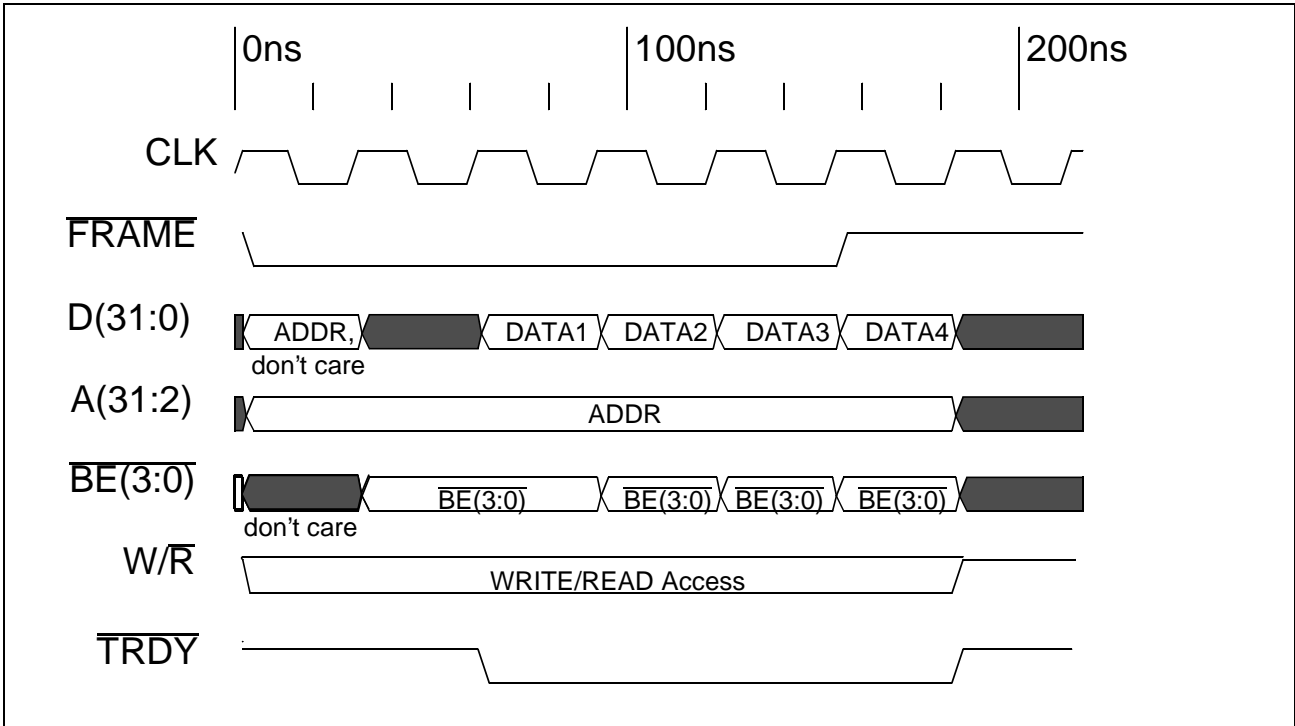 0ns 100ns 200ns
CLK
FRAME
D(31:0) ADDR, DATA1 DATA2 DATA3 DATA4
don't care
A(31:2) ADDR
BE(3:0) BE(3:0) BE(3:0) BE(3:0) BE(3:0)
don't care
W/R WRITE/READ Access
TRDY